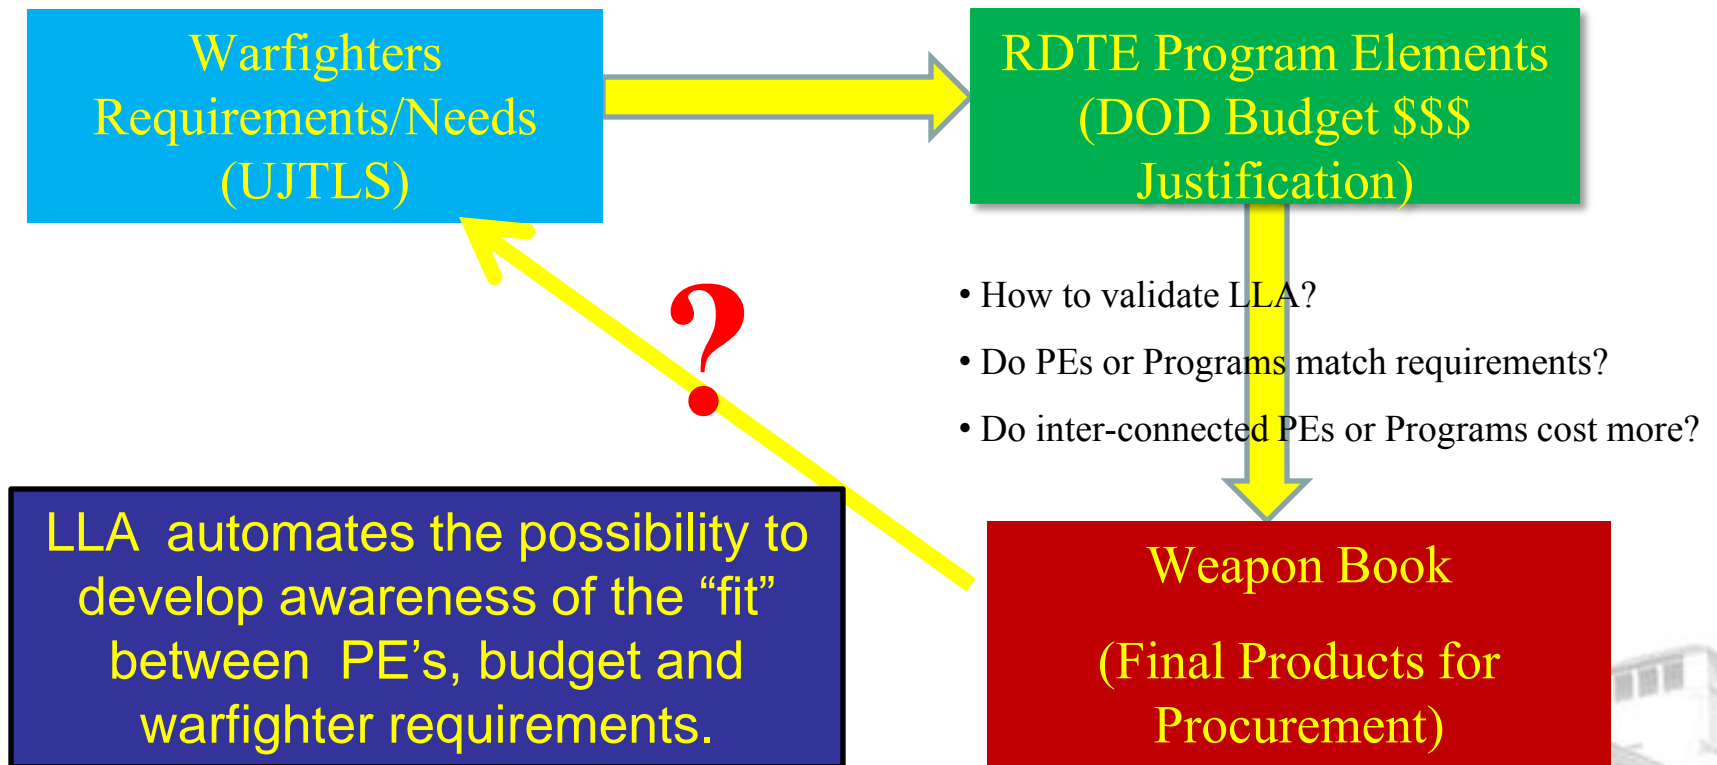 Warfighters
Requirements/Needs
(UJTLS)
RDTE Program Elements
(DOD Budget $$$
Justification)
?
• How to validate LLA?
• Do PEs or Programs match requirements?
• Do inter-connected PEs or Programs cost more?
LLA  automates the possibility to
develop awareness of the “fit”
between  PE’s, budget and
warfighter requirements.
Weapon Book
(Final Products for
Procurement)